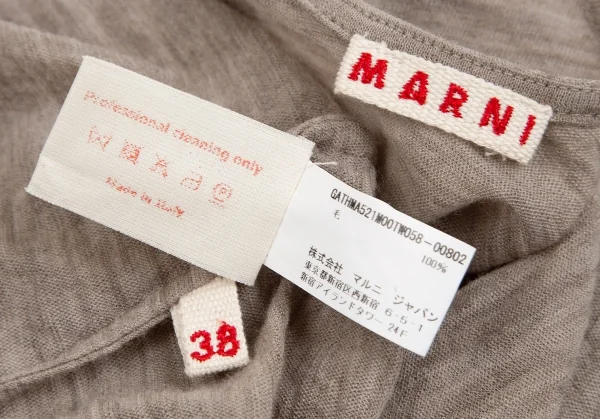 MARNI
Professional cleaning only
Made in Italy
GATHMA521M00TW058-00802
毛 100%
株式会社 マルニ ジャパン
東京都新宿区西新宿 6-5-1
新宿アイランドタワー 24F
38